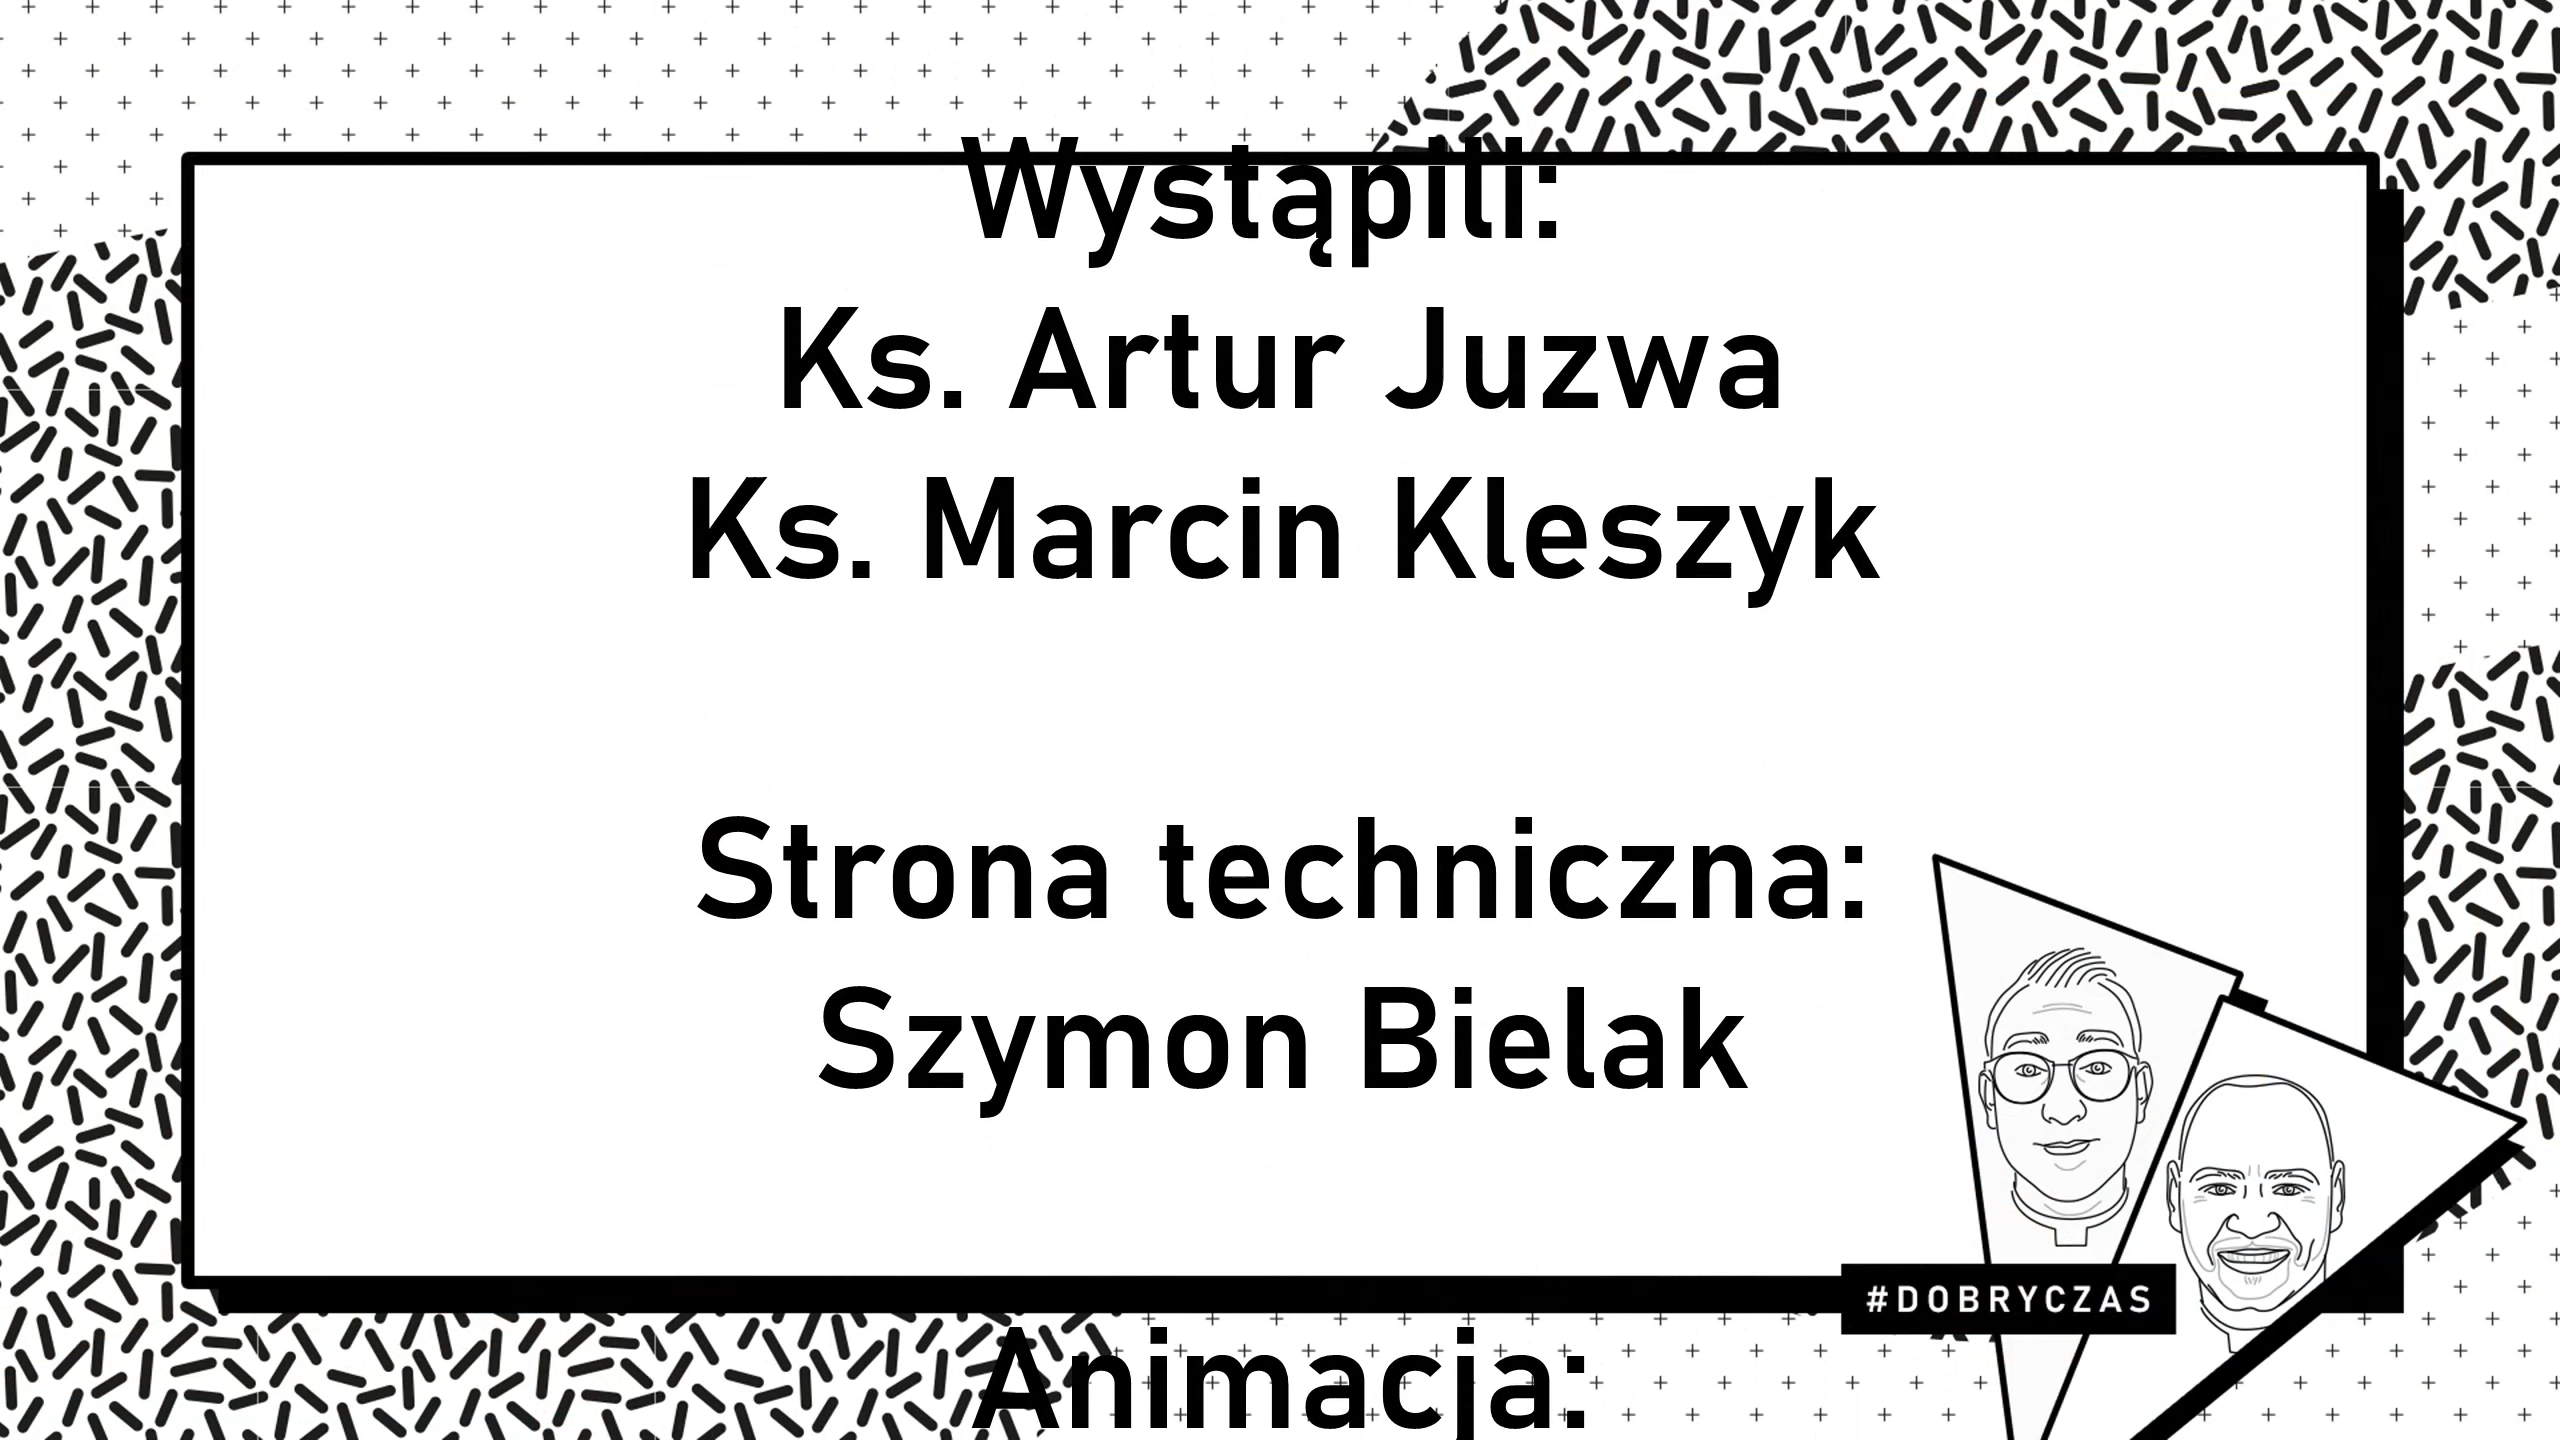 Wystąpili:
Ks. Artur Juzwa
Ks. Marcin Kleszyk
Strona techniczna:
Szymon Bielak
#DOBRYCZAS
Animacja: